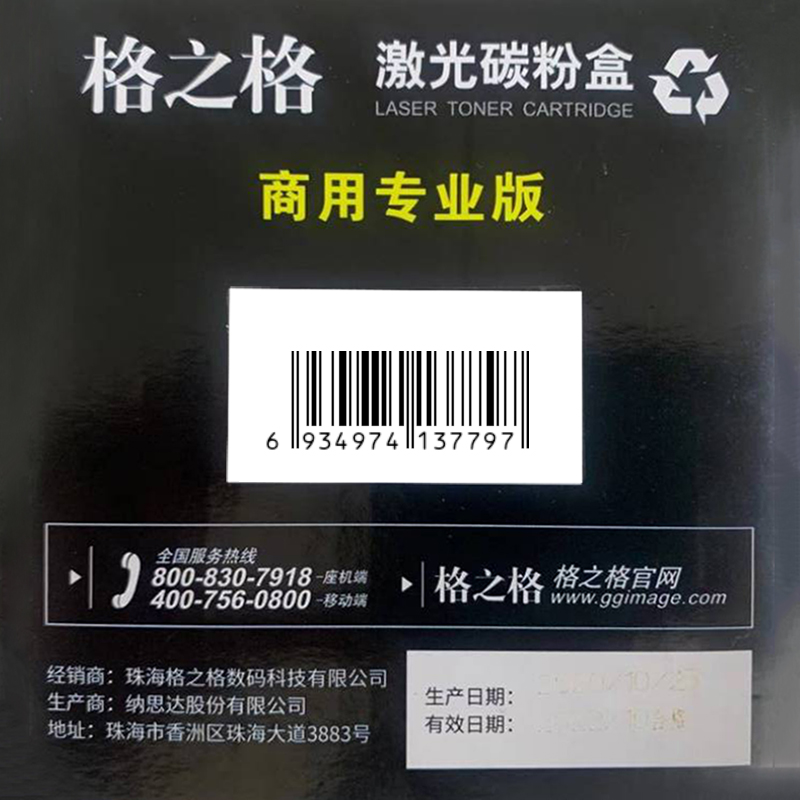 格之格
激光碳粉盒
LASER TONER CARTRIDGE
商用专业版
6 934974 137797
全国服务热线
800-830-7918-座机端
400-756-0800-移动端
格之格 格之格官网
www.ggimage.com
经销商：珠海格之格数码科技有限公司
生产商：纳思达股份有限公司
地址：珠海市香洲区珠海大道3883号
生产日期：
有效日期：